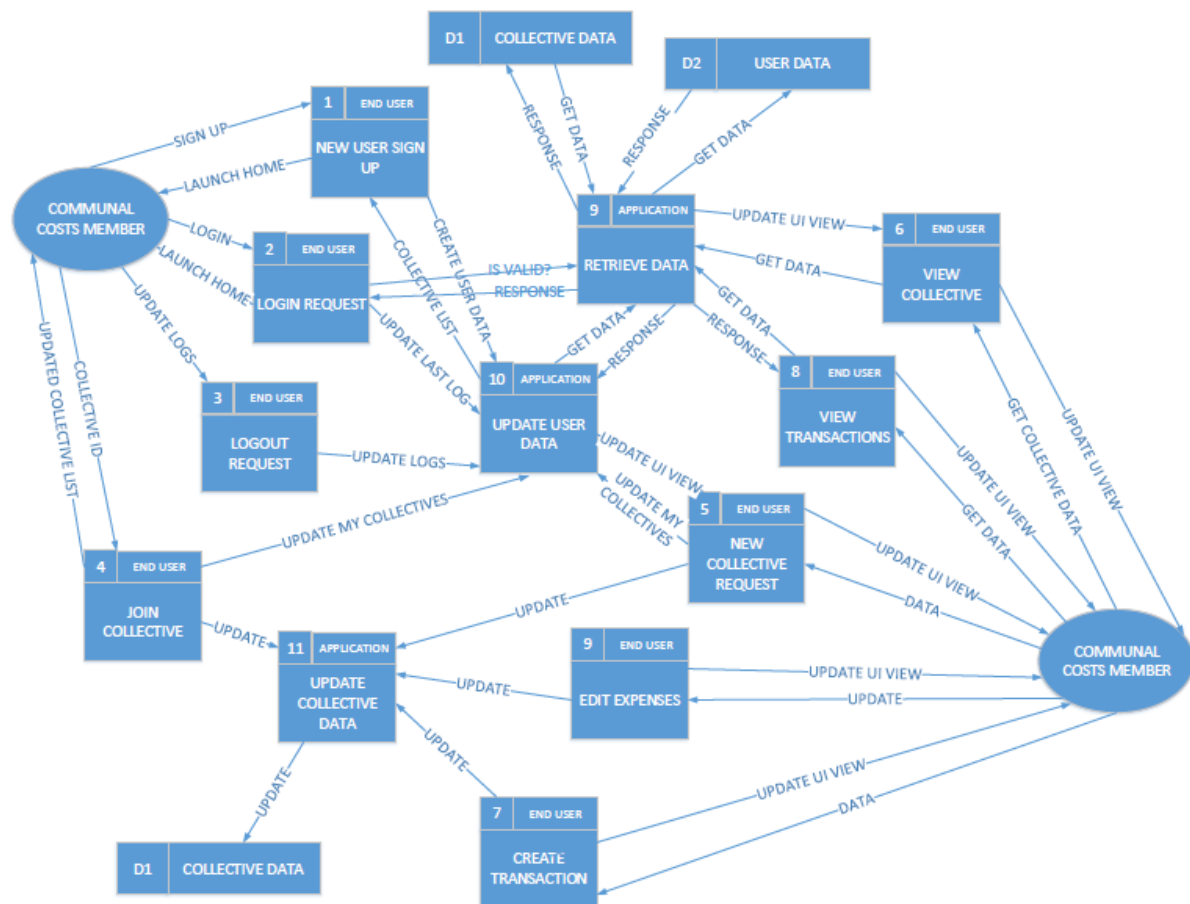 D1 COLLECTIVE DATA
D2 USER DATA
1 END USER
NEW USER SIGN
UP
SIGN UP
LAUNCH HOME
GET DATA
RESPONSE
RESPONSE
GET DATA
COMMUNAL
COSTS MEMBER
LOGIN
LAUNCH HOME
2 END USER
LOGIN REQUEST
CREATE USER DATA
COLLECTIVE LIST
IS VALID?
RESPONSE
9 APPLICATION
RETRIEVE DATA
UPDATE UI VIEW
GET DATA
6 END USER
VIEW
COLLECTIVE
UPDATE LOGS
UPDATE LAST LOG
GET DATA
RESPONSE
GET DATA
RESPONSE
3 END USER
LOGOUT
REQUEST
UPDATE LOGS
10 APPLICATION
UPDATE USER
DATA
8 END USER
VIEW
TRANSACTIONS
UPDATED COLLECTIVE LIST
COLLECTIVE ID
UPDATE UI VIEW
GET DATA
GET COLLECTIVE DATA
UPDATE UI VIEW
UPDATE UI VIEW
UPDATE MY
COLLECTIVES
UPDATE MY COLLECTIVES
5 END USER
NEW
COLLECTIVE
REQUEST
UPDATE UI VIEW
DATA
4 END USER
JOIN
COLLECTIVE
UPDATE
UPDATE
11 APPLICATION
UPDATE
COLLECTIVE
DATA
9 END USER
EDIT EXPENSES
UPDATE
UPDATE UI VIEW
UPDATE
COMMUNAL
COSTS MEMBER
UPDATE
UPDATE
UPDATE UI VIEW
DATA
7 END USER
CREATE
TRANSACTION
D1 COLLECTIVE DATA